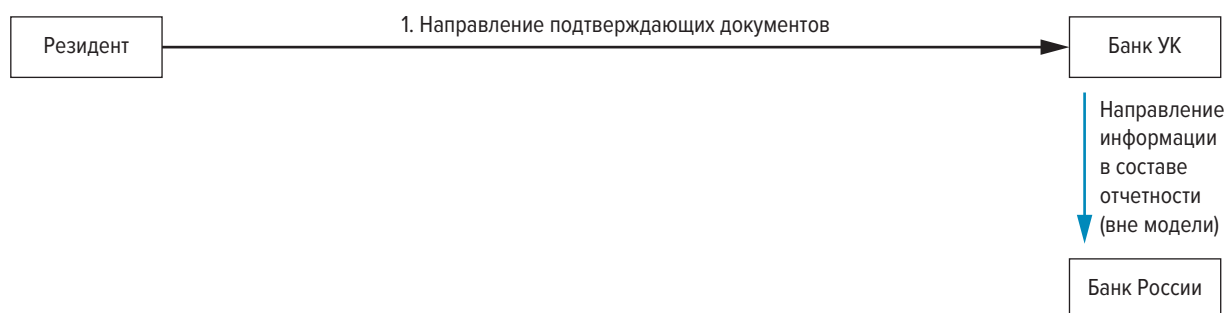 1. Направление подтверждающих документов
Резидент
Банк УК
Направление
информации
в составе
отчетности
(вне модели)
Банк России